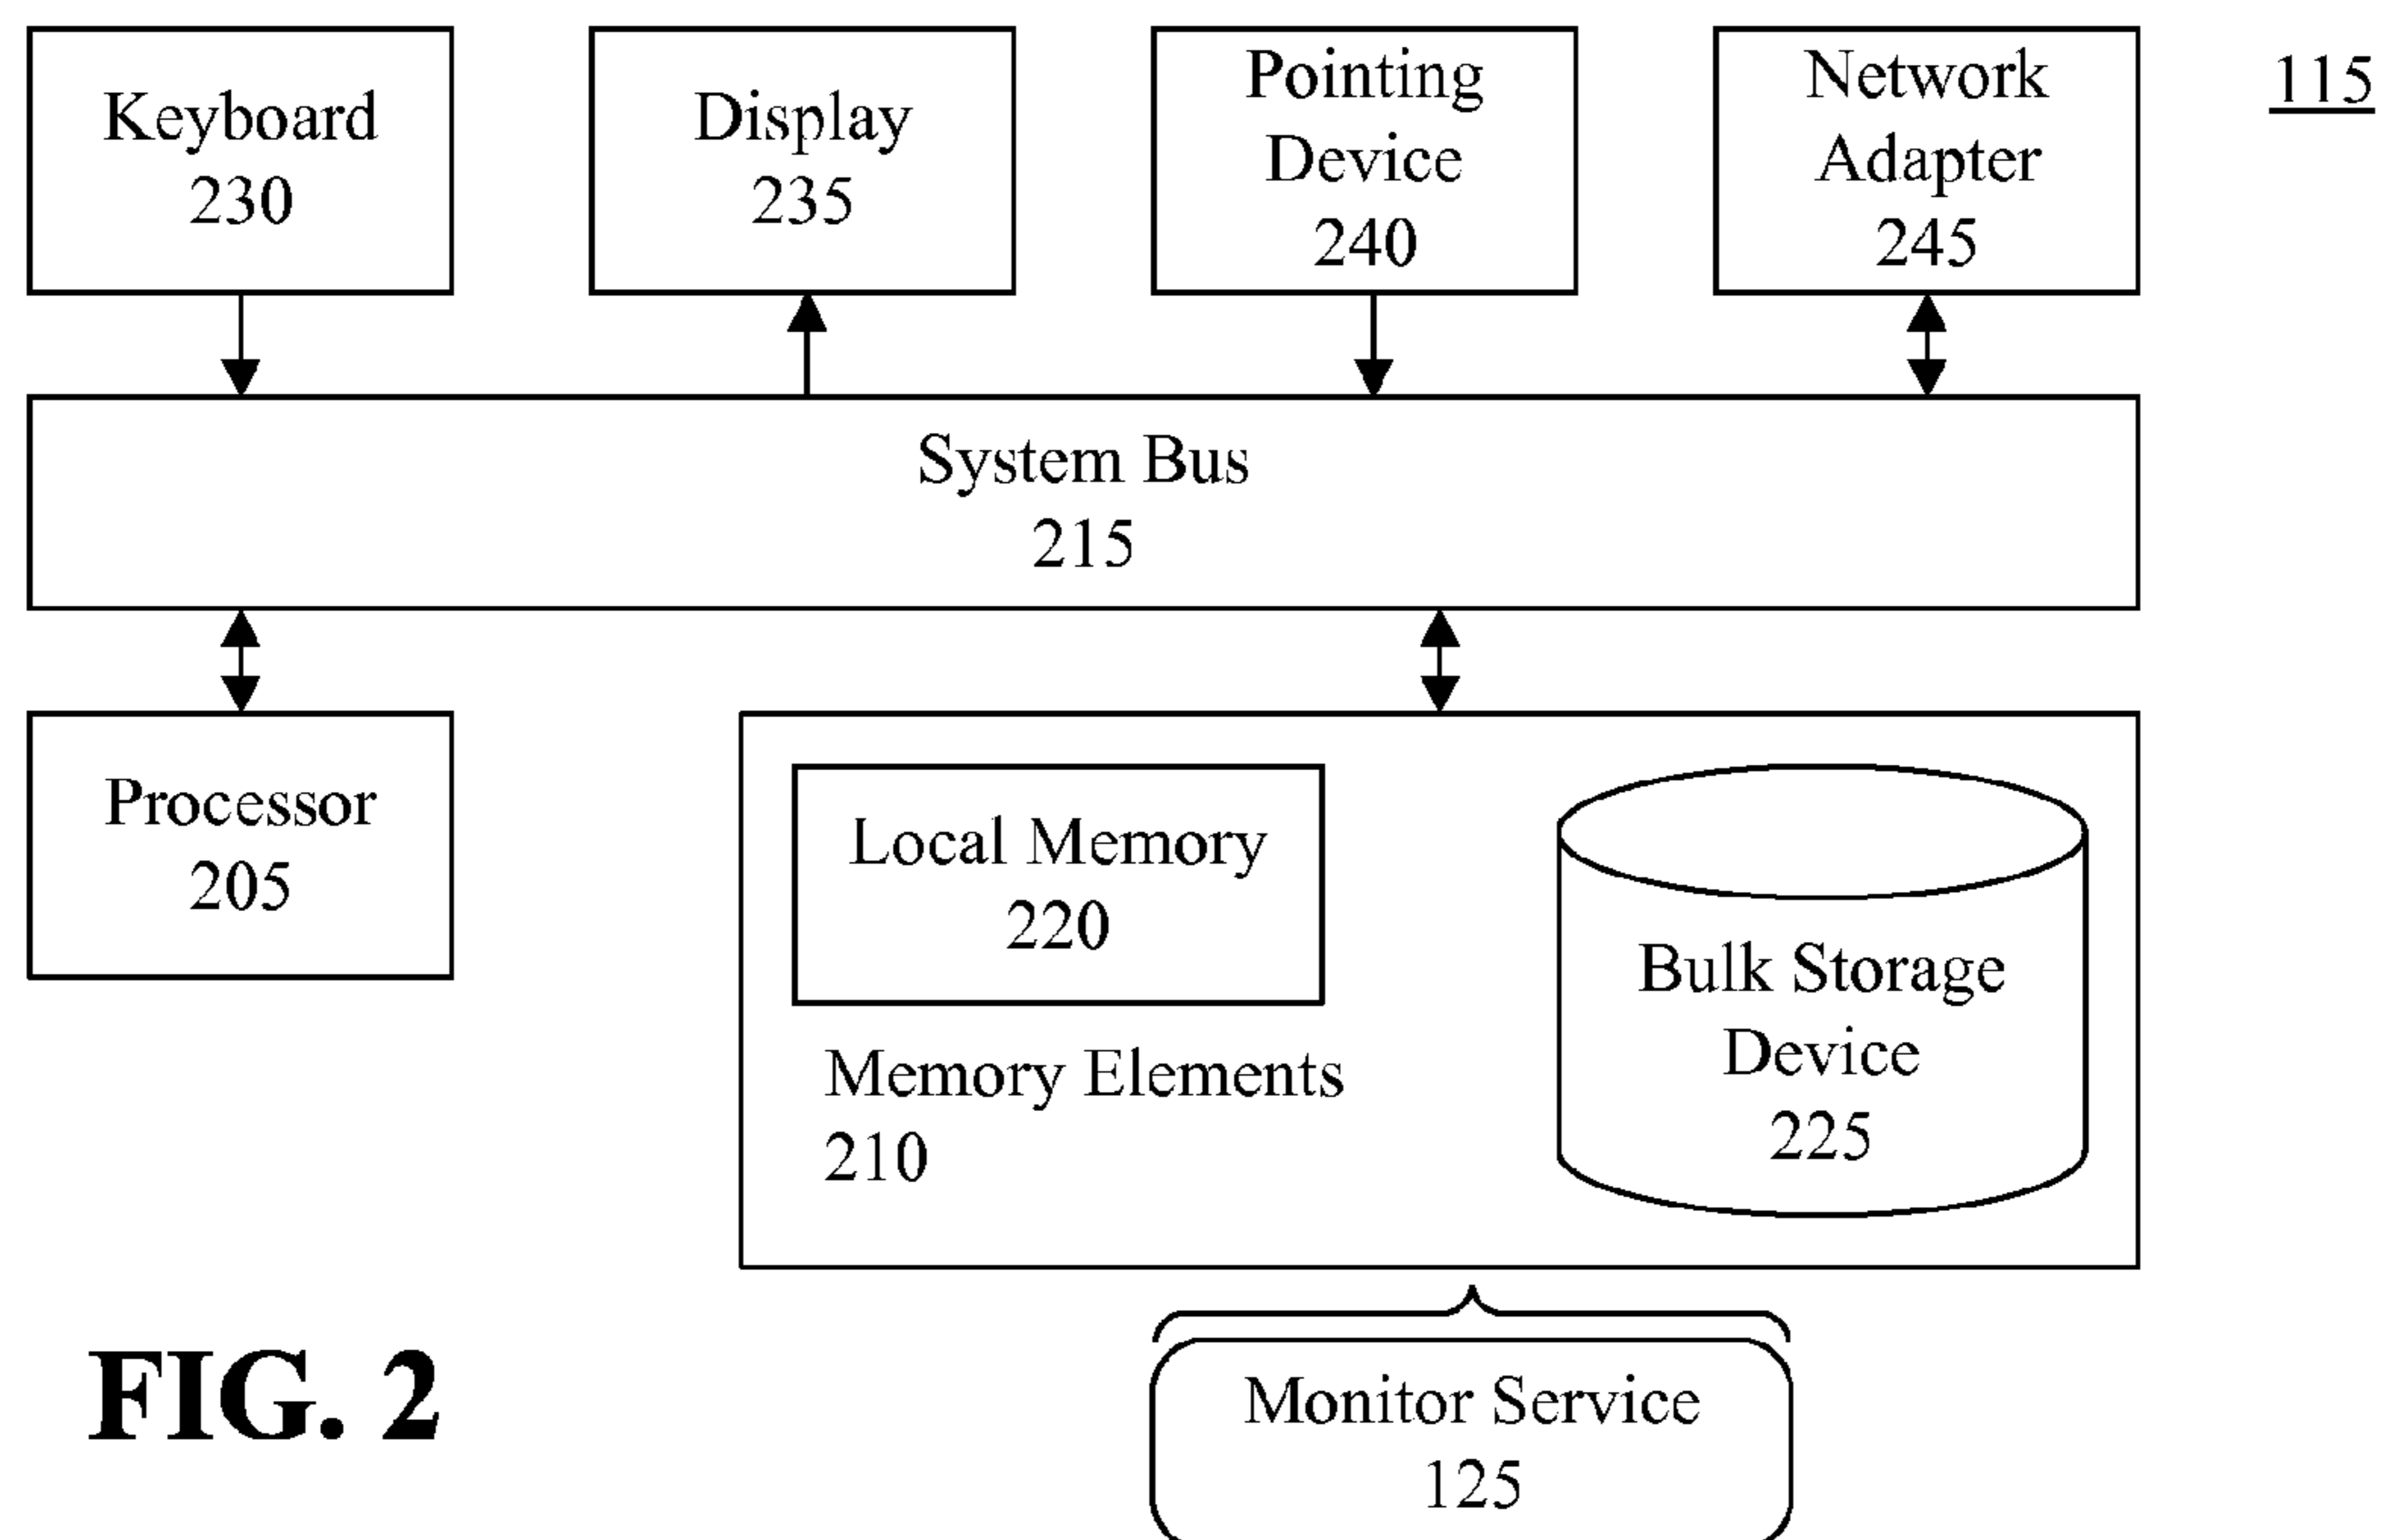 Keyboard
230
Display
235
Pointing
Device
240
Network
Adapter
245
115
System Bus
215
Processor
205
Local Memory
220
Memory Elements
210
Bulk Storage
Device
225
Monitor Service
125
FIG. 2